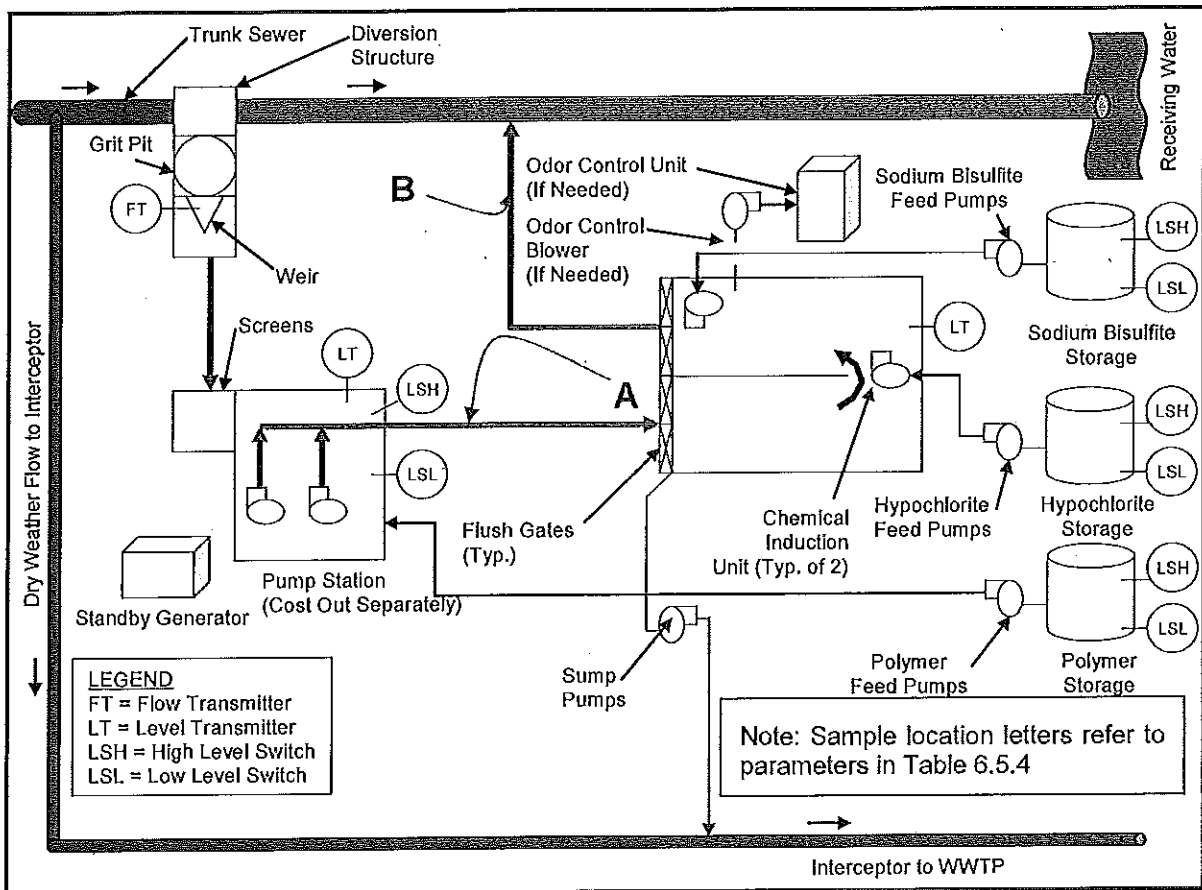 Trunk Sewer
Diversion
Structure
Grit Pit
FT
Weir
Screens
B
Odor Control Unit
(If Needed)
Odor Control
Blower
(If Needed)
Sodium Bisulfite
Feed Pumps
Receiving Water
LSH
LSL
Sodium Bisulfite
Storage
LT
LT
LSH
LSL
A
Flush Gates
(Typ.)
Chemical
Induction
Unit (Typ. of 2)
Hypochlorite
Feed Pumps
LSH
LSL
Hypochlorite
Storage
Dry Weather Flow to Interceptor
Standby Generator
Pump Station
(Cost Out Separately)
Sump
Pumps
Polymer
Feed Pumps
LSH
LSL
Polymer
Storage
LEGEND
FT = Flow Transmitter
LT = Level Transmitter
LSH = High Level Switch
LSL = Low Level Switch
Note: Sample location letters refer to
parameters in Table 6.5.4
Interceptor to WWTP